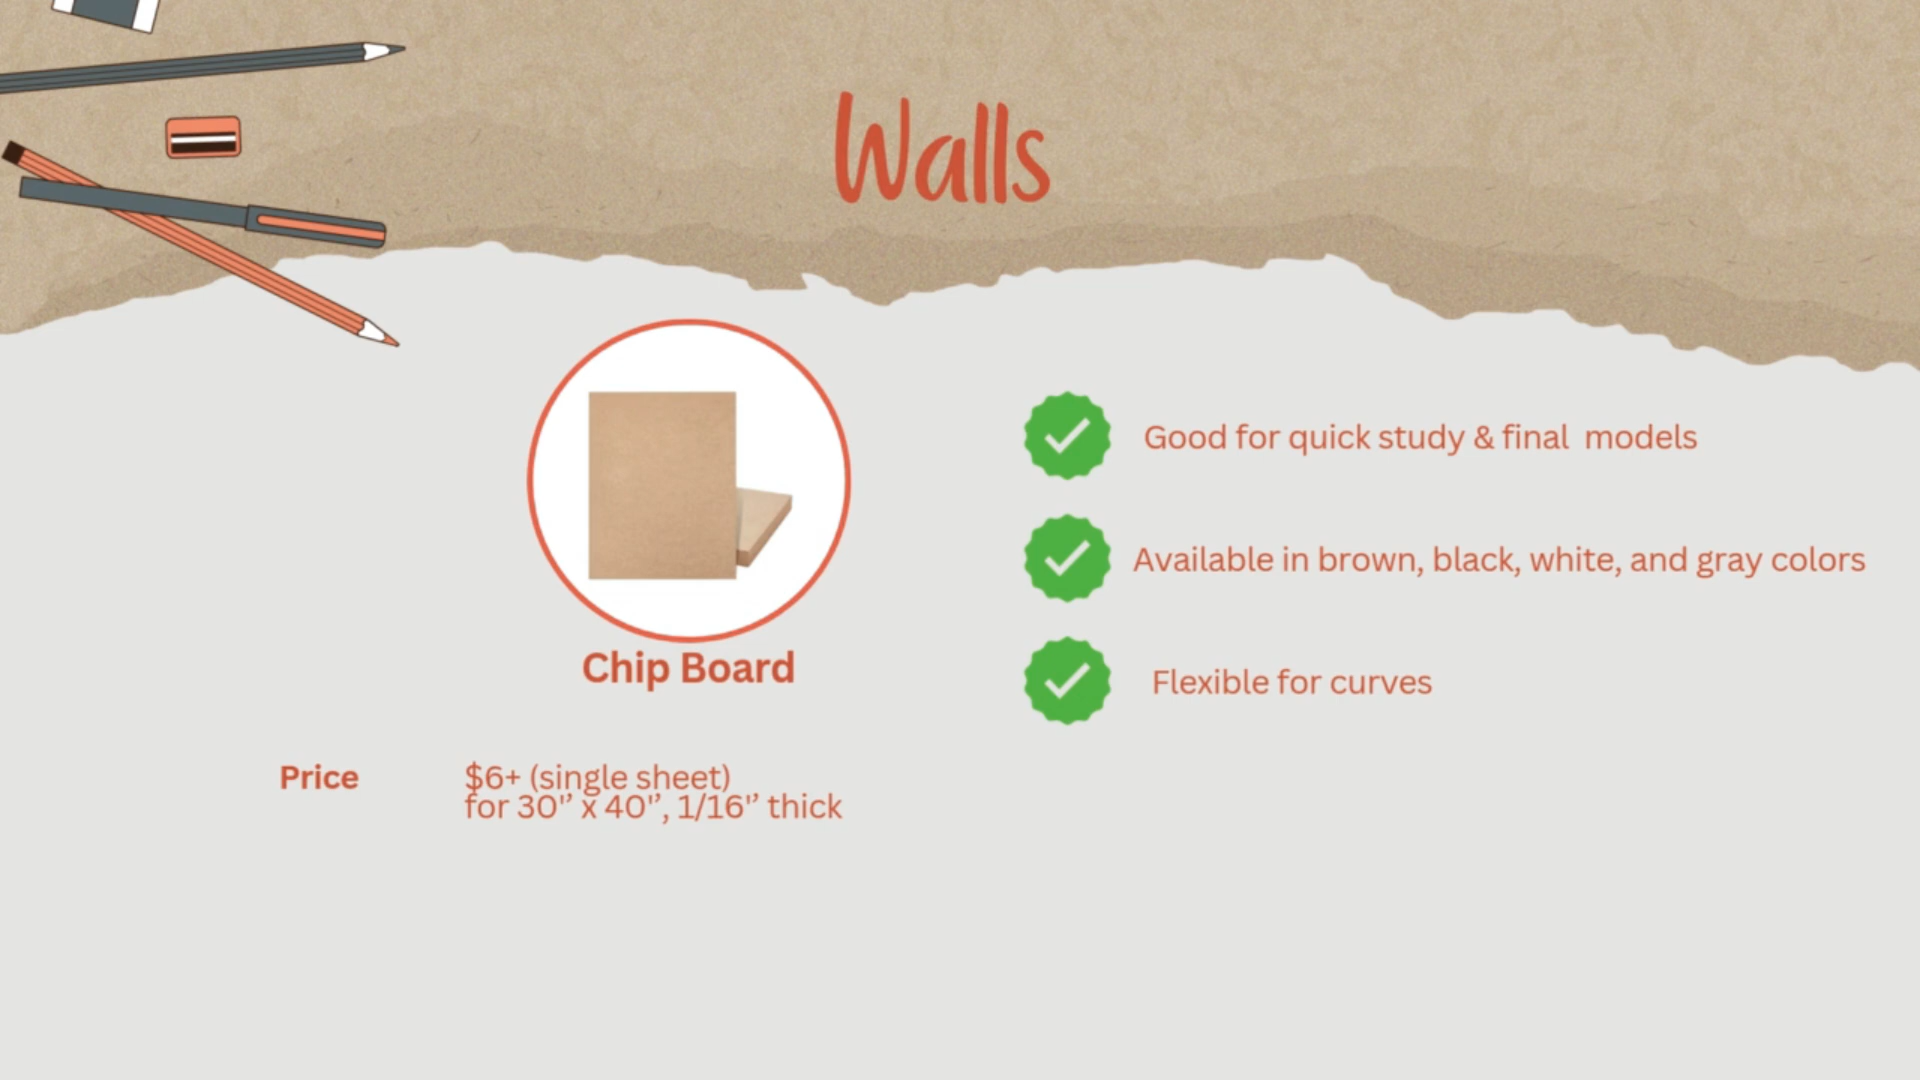 Walls
Chip Board
Good for quick study & final  models
Available in brown, black, white, and gray colors
Flexible for curves
Price
$6+ (single sheet)
for 30'’ x 40'’, 1/16'’ thick